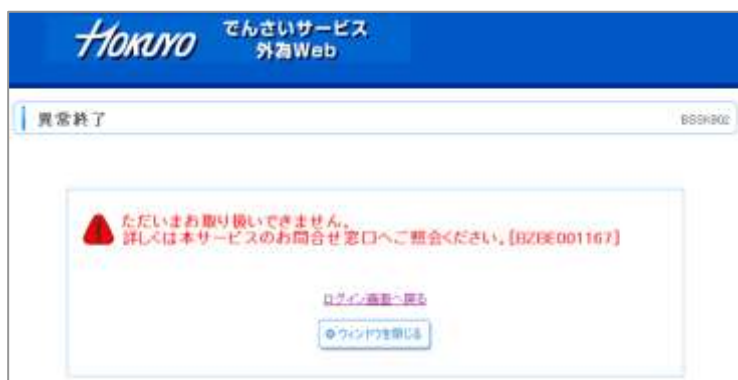 HOKUYO
でんさいサービス
外為Web
異常終了
BSSK802
ただいまお取り扱いできません。
詳しくは本サービスのお問合せ窓口へご照会ください。[BZBE001167]
ログイン画面へ戻る
ウィンドウを閉じる